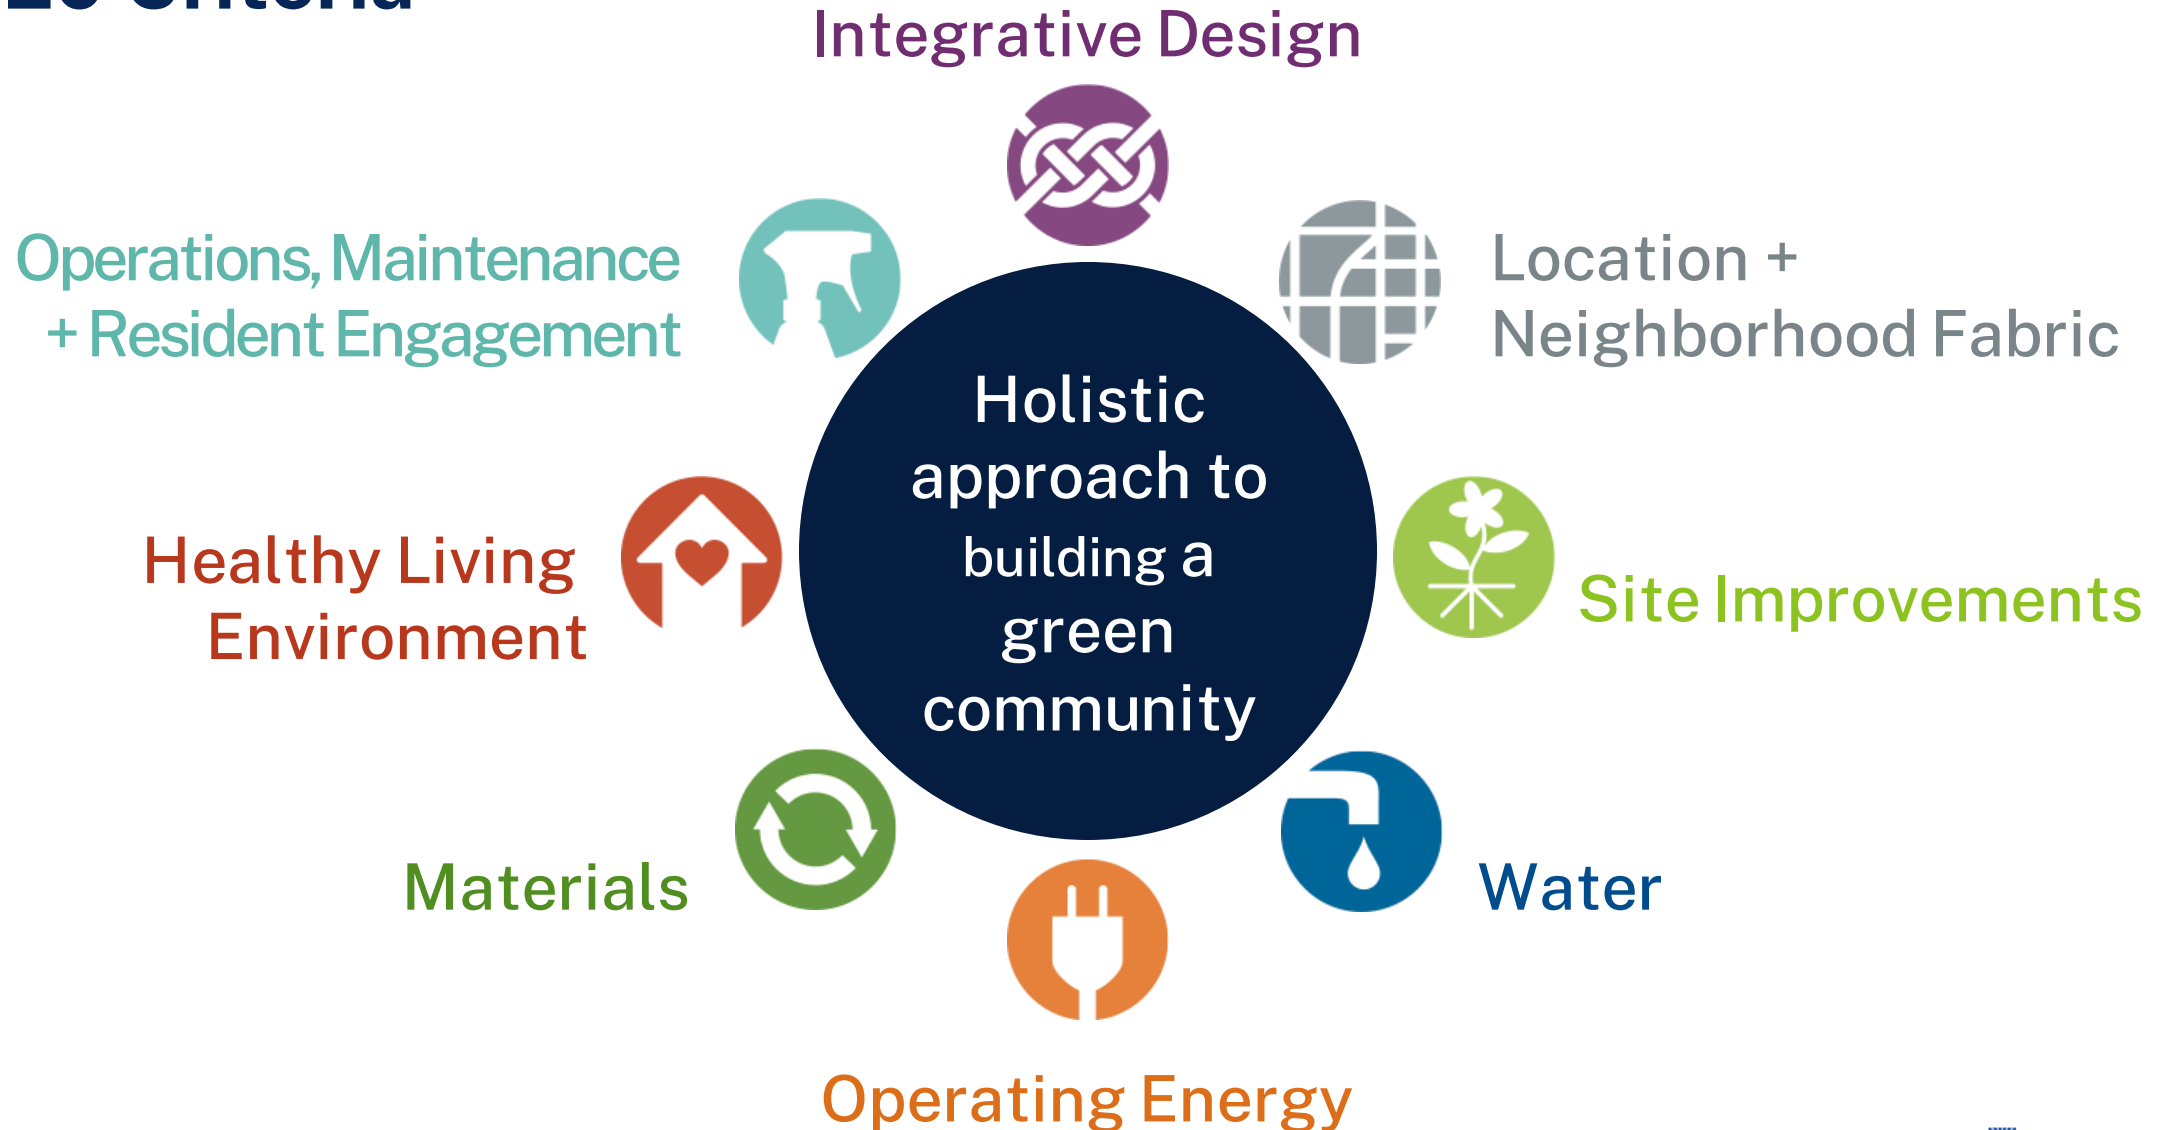 Criteria
Integrative Design
Operations, Maintenance
+ Resident Engagement
Location +
Neighborhood Fabric
Holistic
approach to
building a
green
community
Healthy Living
Environment
Site Improvements
Materials
Water
Operating Energy